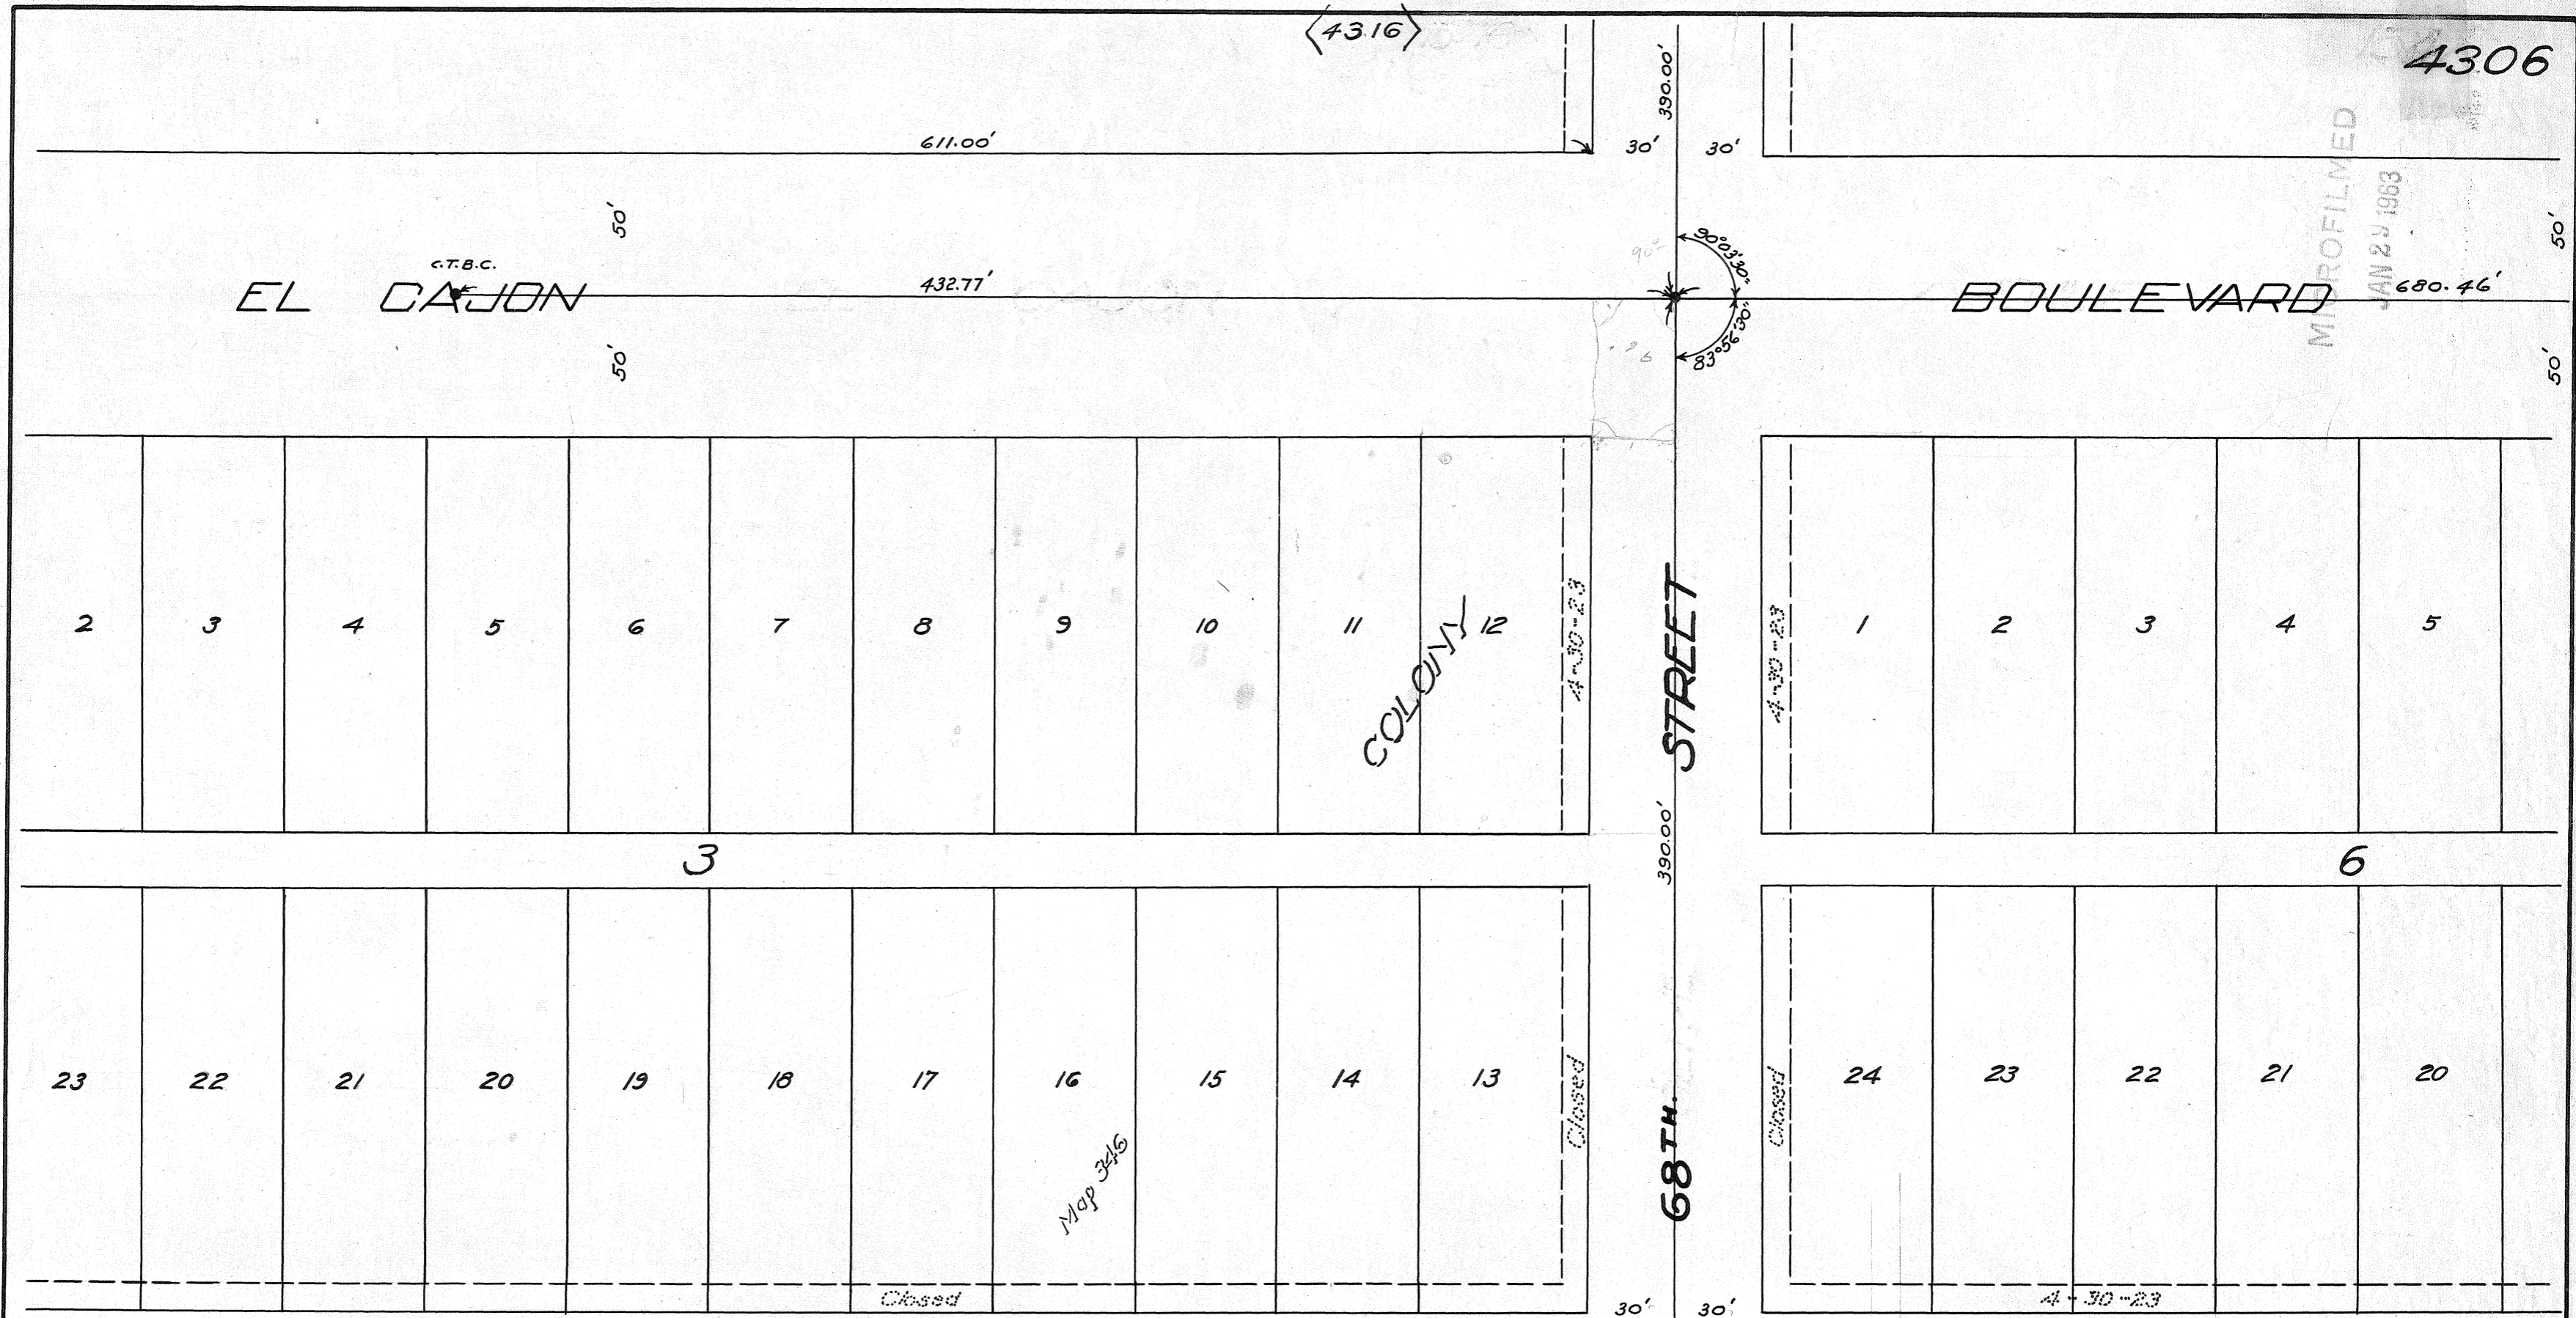 〈43.16〉
4306
390.00'
611.00'
30' 30'
MICROFILMED
JAN 29 1963
50' 50'
C.T.B.C.
EL CAJON 432.77' BOULEVARD 680.46'
90°03'30"
83°56'30"
90°
50' 50'
2 3 4 5 6 7 8 9 10 11 12 1 2 3 4 5
COLONY
4-30-23 4-30-23
68TH. STREET
390.00'
3 6
23 22 21 20 19 18 17 16 15 14 13 24 23 22 21 20
Map 346
Closed Closed
Closed 30' 30' 4-30-23